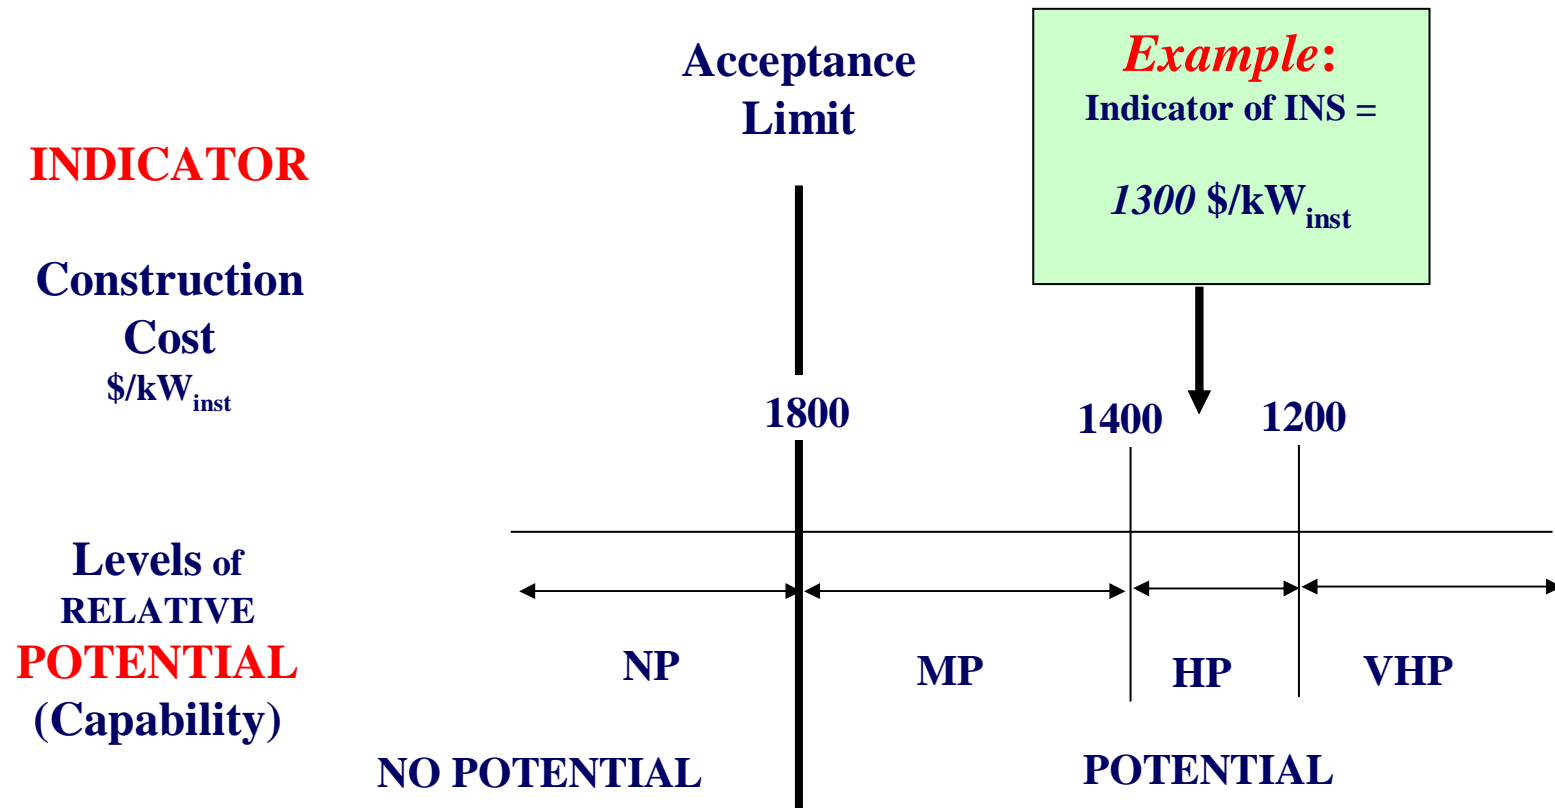 Acceptance
Limit
Example:
Indicator of INS =
1300 $/kWinst
INDICATOR
Construction
Cost
$/kWinst
1800
1400
1200
Levels of
RELATIVE
POTENTIAL
(Capability)
NP
MP
HP
VHP
NO POTENTIAL
POTENTIAL